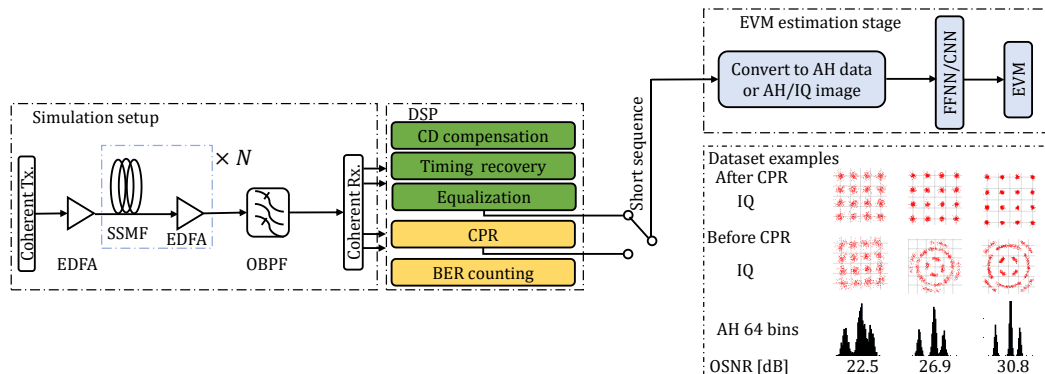 EVM estimation stage
Convert to AH data
or AH/IQ image
FFNN/CNN
EVM
Simulation setup
Coherent Tx.
EDFA
SSMF
× N
EDFA
OBPF
Coherent Rx.
DSP
CD compensation
Timing recovery
Equalization
CPR
BER counting
Short sequence
Dataset examples
After CPR
IQ
Before CPR
IQ
AH 64 bins
OSNR [dB] 22.5 26.9 30.8